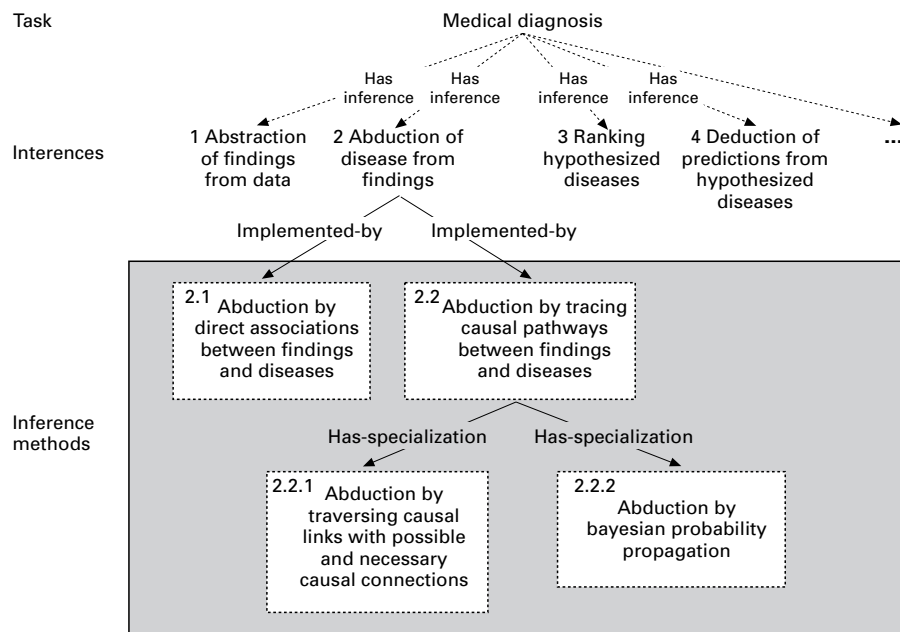 Task
Medical diagnosis
Has
inference
Has
inference
Has
inference
Has
inference
Interences
1 Abstraction
of findings
from data
2 Abduction of
disease from
findings
3 Ranking
hypothesized
diseases
4 Deduction of
predictions from
hypothesized
diseases
...
Implemented-by
Implemented-by
2.1
Abduction by
direct associations
between findings
and diseases
2.2
Abduction by tracing
causal pathways
between findings
and diseases
Inference
methods
Has-specialization
Has-specialization
2.2.1
Abduction by
traversing causal
links with possible
and necessary
causal connections
2.2.2
Abduction by
bayesian probability
propagation